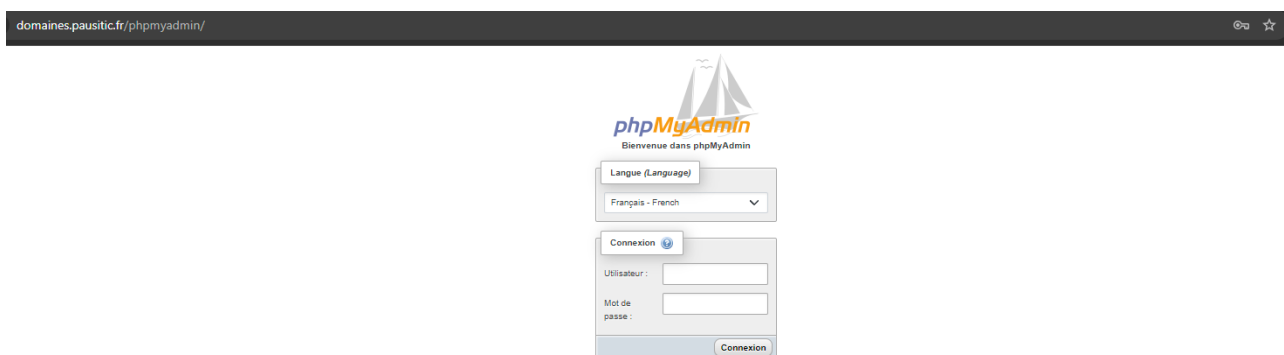 domaines.pausitic.fr/phpmyadmin/
phpMyAdmin
Bienvenue dans phpMyAdmin
Langue (Language)
Français - French
Connexion
Utilisateur :
Mot de
passe :
Connexion